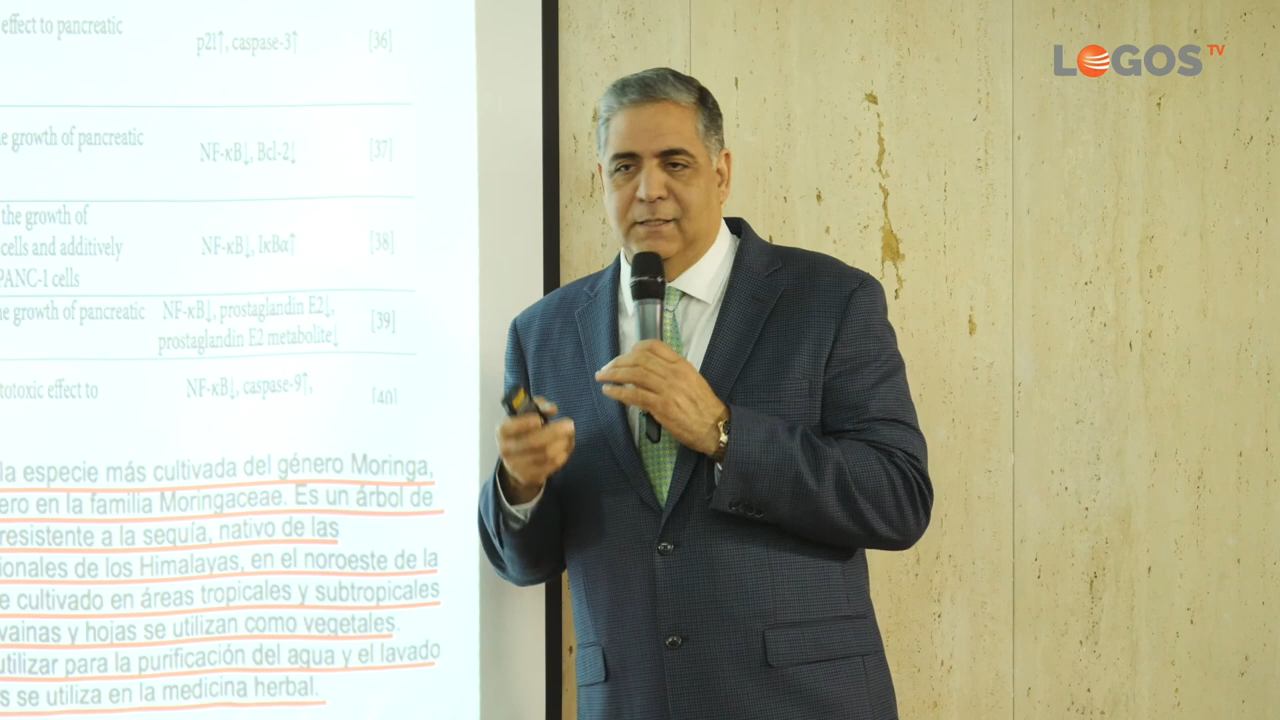 effect to pancreatic
p21↑, caspase-3↑
[36]
he growth of pancreatic
NF-κB↓, Bcl-2↓
[37]
the growth of
cells and additively
PANC-1 cells
NF-κB↓, IκBα↑
[38]
he growth of pancreatic
NF-κB↓, prostaglandin E2↓,
prostaglandin E2 metabolite↓
[39]
totoxic effect to
NF-κB↓, caspase-9↑,
[40]
la especie más cultivada del género Moringa,
ero en la familia Moringaceae. Es un árbol de
resistente a la sequía, nativo de las
ionales de los Himalayas, en el noroeste de la
e cultivado en áreas tropicales y subtropicales
vainas y hojas se utilizan como vegetales.
utilizar para la purificación del agua y el lavado
s se utiliza en la medicina herbal.
LOGOS TV